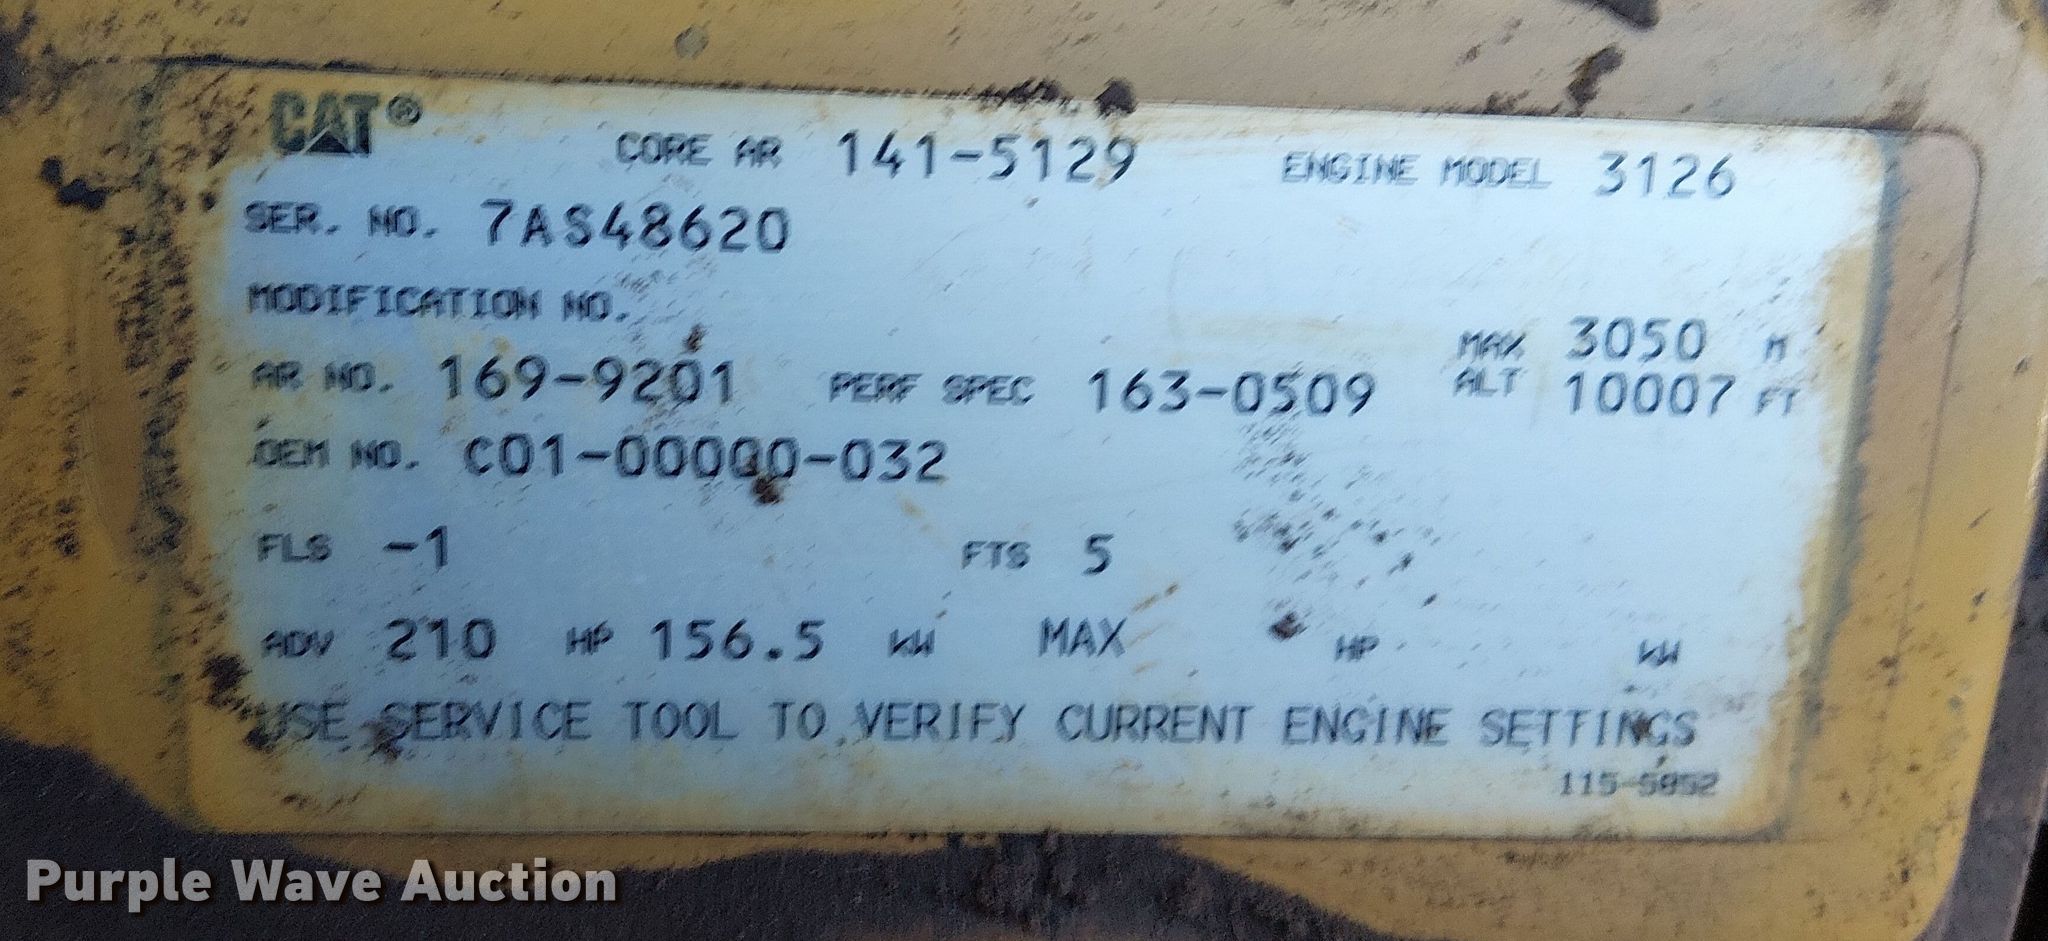 CAT®
CORE AR 141-5129 ENGINE MODEL 3126
SER. NO. 7AS48620
MODIFICATION NO.
MAX 3050 M
AR NO. 169-9201 PERF SPEC 163-0509 ALT 10007 FT
OEM NO. C01-00000-032
FLS -1 FTS 5
ADV 210 HP 156.5 KW MAX HP KW
USE SERVICE TOOL TO VERIFY CURRENT ENGINE SETTINGS
115-5852
Purple Wave Auction